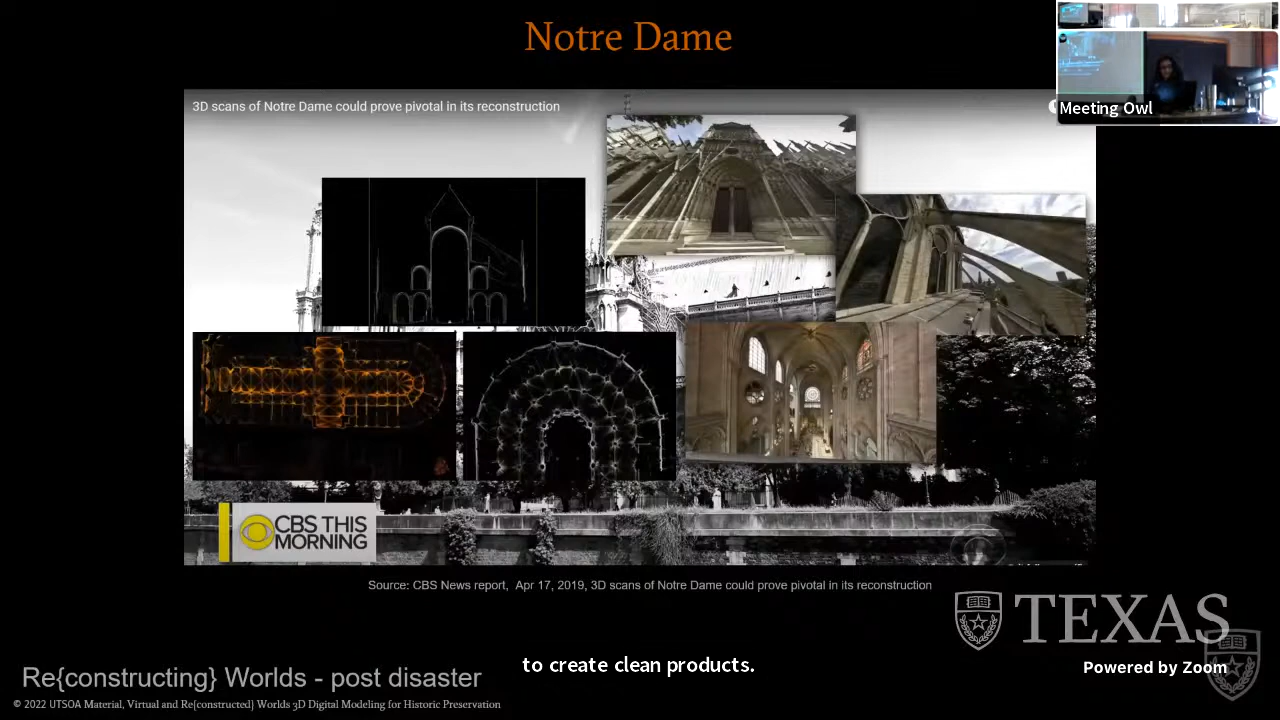 Notre Dame
3D scans of Notre Dame could prove pivotal in its reconstruction
Meeting Owl
CBS THIS
MORNING
Source: CBS News report, Apr 17, 2019, 3D scans of Notre Dame could prove pivotal in its reconstruction
TEXAS
to create clean products.
Powered by Zoom
Re{constructing} Worlds - post disaster
© 2022 UTSOA Material, Virtual and Re{constructed} Worlds 3D Digital Modeling for Historic Preservation